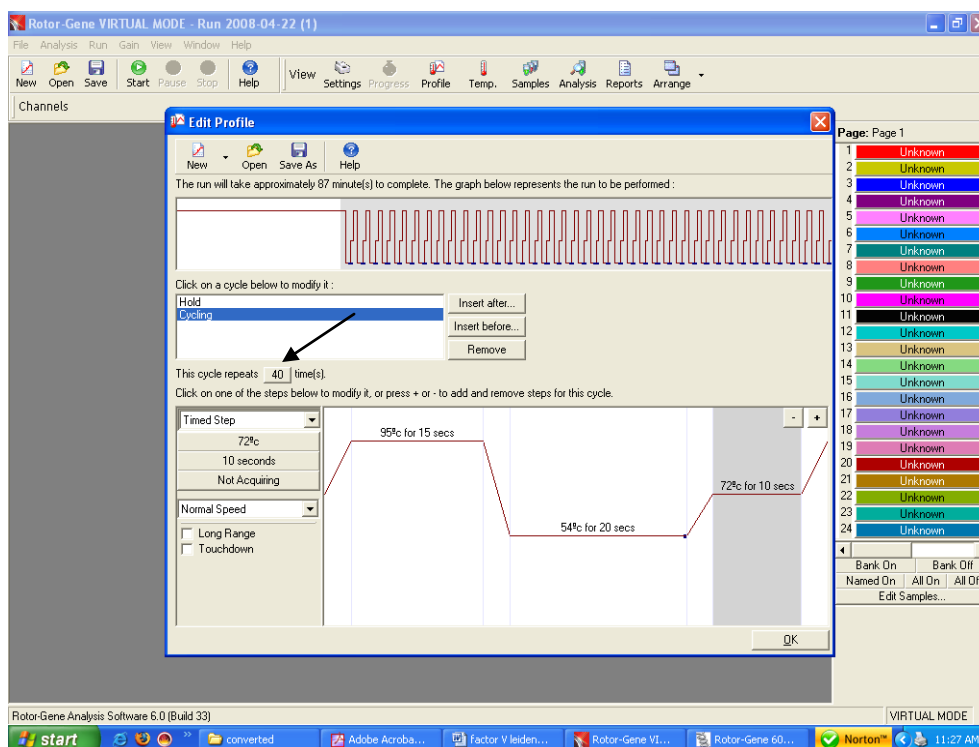 Rotor-Gene VIRTUAL MODE - Run 2008-04-22 (1)
File Analysis Run Gain View Window Help
New Open Save Start Pause Stop Help View Settings Progress Profile Temp. Samples Analysis Reports Arrange
Channels
Edit Profile
New Open Save As Help
The run will take approximately 87 minute(s) to complete. The graph below represents the run to be performed :
Click on a cycle below to modify it :
Hold
Cycling
Insert after...
Insert before...
Remove
This cycle repeats 40 time(s).
Click on one of the steps below to modify it, or press + or - to add and remove steps for this cycle.
Timed Step
72ºc
10 seconds
Not Acquiring
Normal Speed
Long Range
Touchdown
- +
95ºc for 15 secs
54ºc for 20 secs
72ºc for 10 secs
OK
Page: Page 1
1 Unknown
2 Unknown
3 Unknown
4 Unknown
5 Unknown
6 Unknown
7 Unknown
8 Unknown
9 Unknown
10 Unknown
11 Unknown
12 Unknown
13 Unknown
14 Unknown
15 Unknown
16 Unknown
17 Unknown
18 Unknown
19 Unknown
20 Unknown
21 Unknown
22 Unknown
23 Unknown
24 Unknown
Bank On Bank Off
Named On All On All Of
Edit Samples...
Rotor-Gene Analysis Software 6.0 (Build 33) VIRTUAL MODE
start converted Adobe Acroba... factor V leiden... Rotor-Gene VI... Rotor-Gene 60... Norton™ 11:27 AM